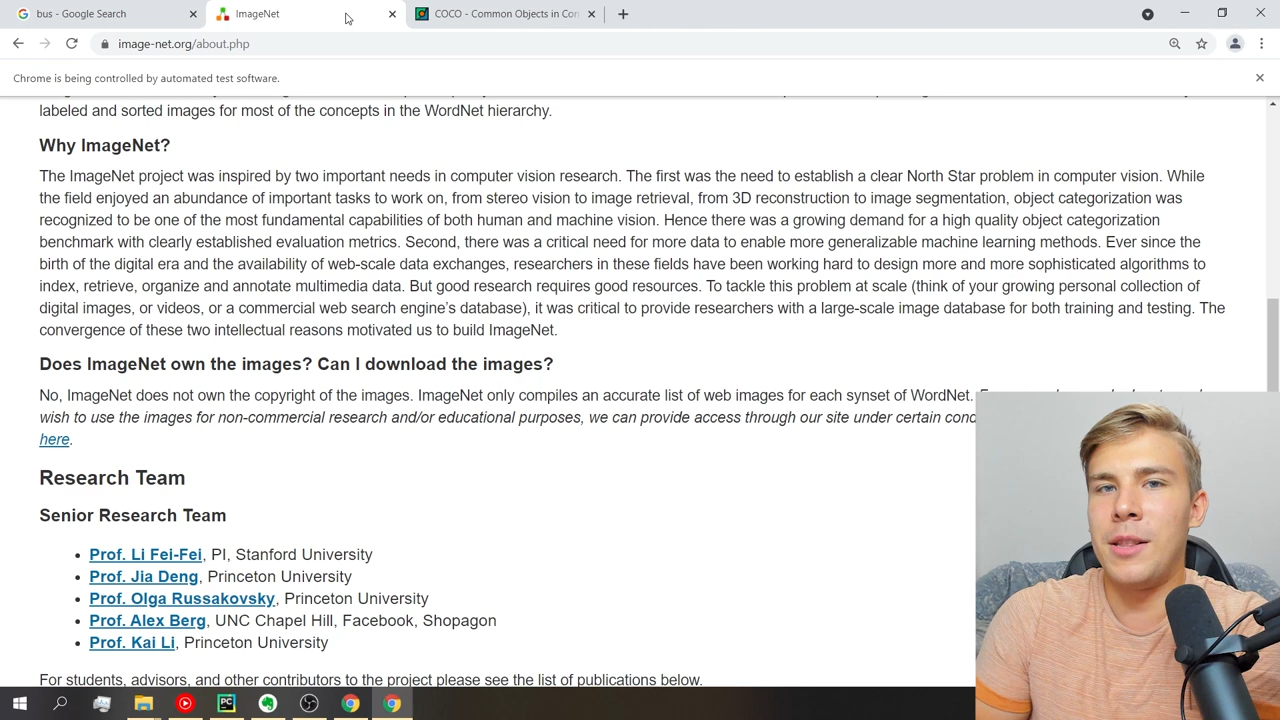 bus - Google Search
ImageNet
COCO - Common Objects in Con
image-net.org/about.php
Chrome is being controlled by automated test software.
labeled and sorted images for most of the concepts in the WordNet hierarchy.
Why ImageNet?
The ImageNet project was inspired by two important needs in computer vision research. The first was the need to establish a clear North Star problem in computer vision. While
the field enjoyed an abundance of important tasks to work on, from stereo vision to image retrieval, from 3D reconstruction to image segmentation, object categorization was
recognized to be one of the most fundamental capabilities of both human and machine vision. Hence there was a growing demand for a high quality object categorization
benchmark with clearly established evaluation metrics. Second, there was a critical need for more data to enable more generalizable machine learning methods. Ever since the
birth of the digital era and the availability of web-scale data exchanges, researchers in these fields have been working hard to design more and more sophisticated algorithms to
index, retrieve, organize and annotate multimedia data. But good research requires good resources. To tackle this problem at scale (think of your growing personal collection of
digital images, or videos, or a commercial web search engine's database), it was critical to provide researchers with a large-scale image database for both training and testing. The
convergence of these two intellectual reasons motivated us to build ImageNet.
Does ImageNet own the images? Can I download the images?
No, ImageNet does not own the copyright of the images. ImageNet only compiles an accurate list of web images for each synset of WordNet.
wish to use the images for non-commercial research and/or educational purposes, we can provide access through our site under certain cond
here.
Research Team
Senior Research Team
Prof. Li Fei-Fei, PI, Stanford University
Prof. Jia Deng, Princeton University
Prof. Olga Russakovsky, Princeton University
Prof. Alex Berg, UNC Chapel Hill, Facebook, Shopagon
Prof. Kai Li, Princeton University
For students, advisors, and other contributors to the project please see the list of publications below.
PC